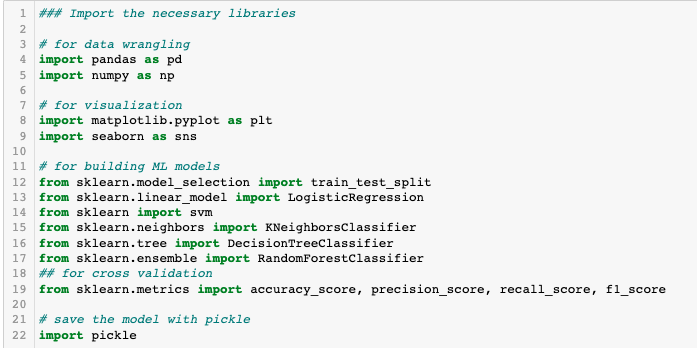 1 ### Import the necessary libraries
2
3 # for data wrangling
4 import pandas as pd
5 import numpy as np
6
7 # for visualization
8 import matplotlib.pyplot as plt
9 import seaborn as sns
10
11 # for building ML models
12 from sklearn.model_selection import train_test_split
13 from sklearn.linear_model import LogisticRegression
14 from sklearn import svm
15 from sklearn.neighbors import KNeighborsClassifier
16 from sklearn.tree import DecisionTreeClassifier
17 from sklearn.ensemble import RandomForestClassifier
18 ## for cross validation
19 from sklearn.metrics import accuracy_score, precision_score, recall_score, f1_score
20
21 # save the model with pickle
22 import pickle